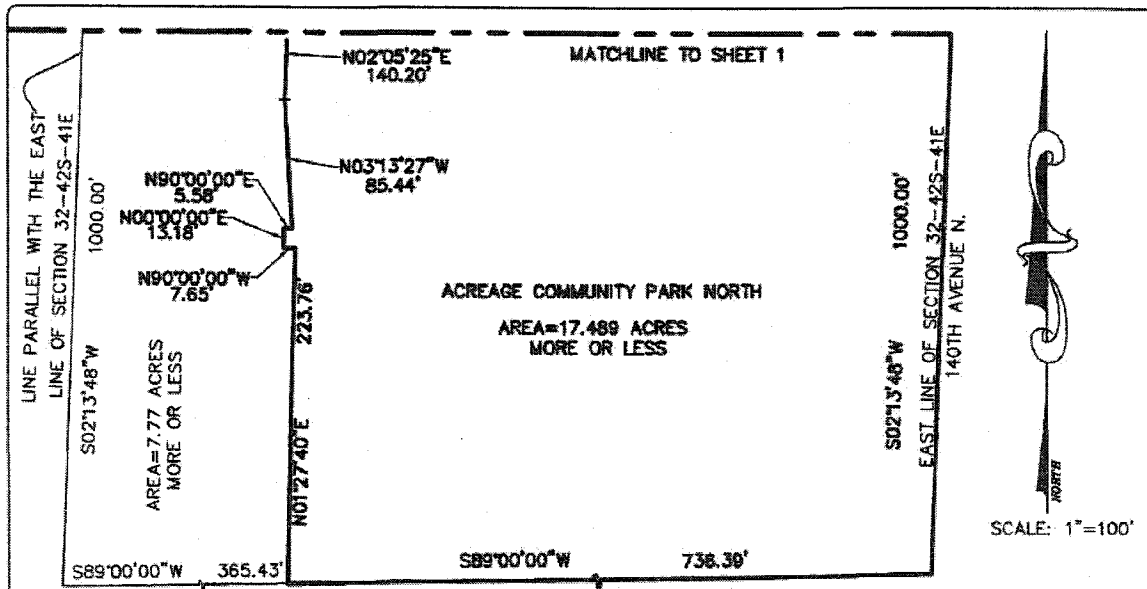 N02°05'25"E
140.20'
MATCHLINE TO SHEET 1
LINE PARALLEL WITH THE EAST
LINE OF SECTION 32-42S-41E
1000.00'
S02°13'48"W
N03°13'27"W
85.44'
N90°00'00"E
5.58'
N00°00'00"E
13.18'
N90°00'00"W
7.65'
223.76'
N01°27'40"E
AREA=7.77 ACRES
MORE OR LESS
ACREAGE COMMUNITY PARK NORTH
AREA=17.489 ACRES
MORE OR LESS
1000.00'
S02°13'48"W
EAST LINE OF SECTION 32-42S-41E
140TH AVENUE N.
NORTH
SCALE: 1"=100'
S89°00'00"W 365.43'
S89°00'00"W 738.39'